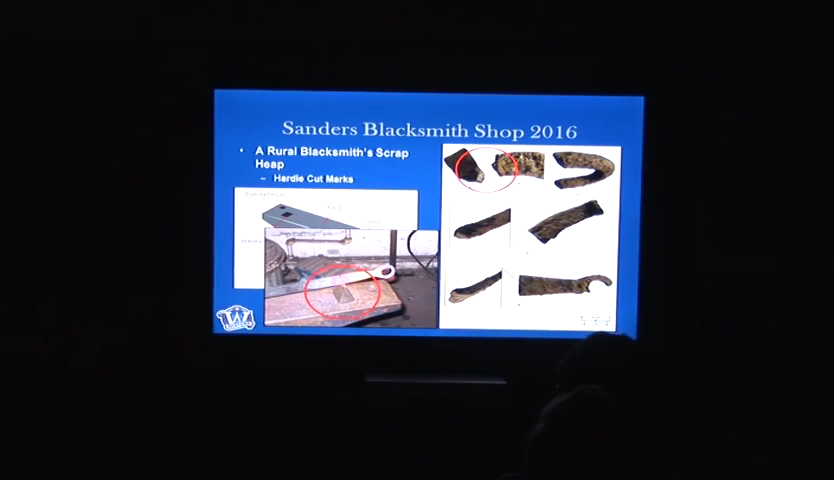 Sanders Blacksmith Shop 2016
• A Rural Blacksmith's Scrap
Heap
– Hardie Cut Marks
W